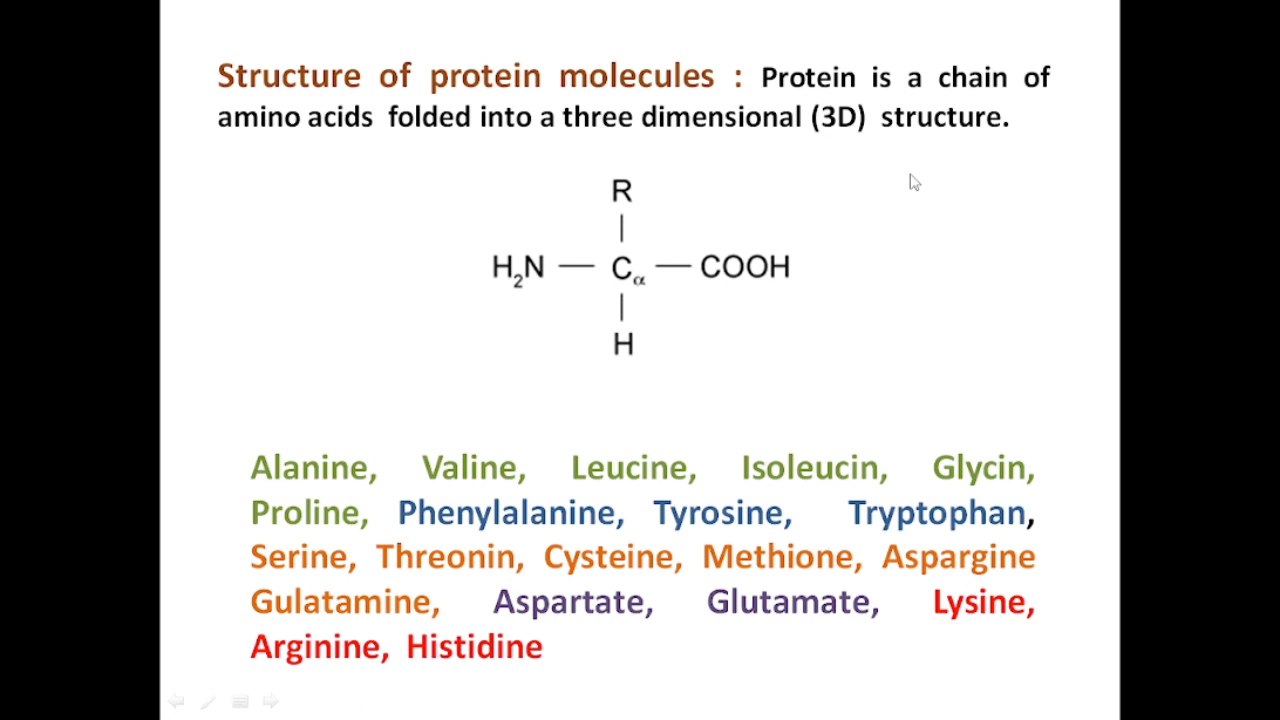 Structure of protein molecules : Protein is a chain of
amino acids folded into a three dimensional (3D) structure.
R
H₂N — Cα — COOH
H
Alanine, Valine, Leucine, Isoleucin, Glycin,
Proline, Phenylalanine, Tyrosine, Tryptophan,
Serine, Threonin, Cysteine, Methione, Aspargine
Gulatamine, Aspartate, Glutamate, Lysine,
Arginine, Histidine